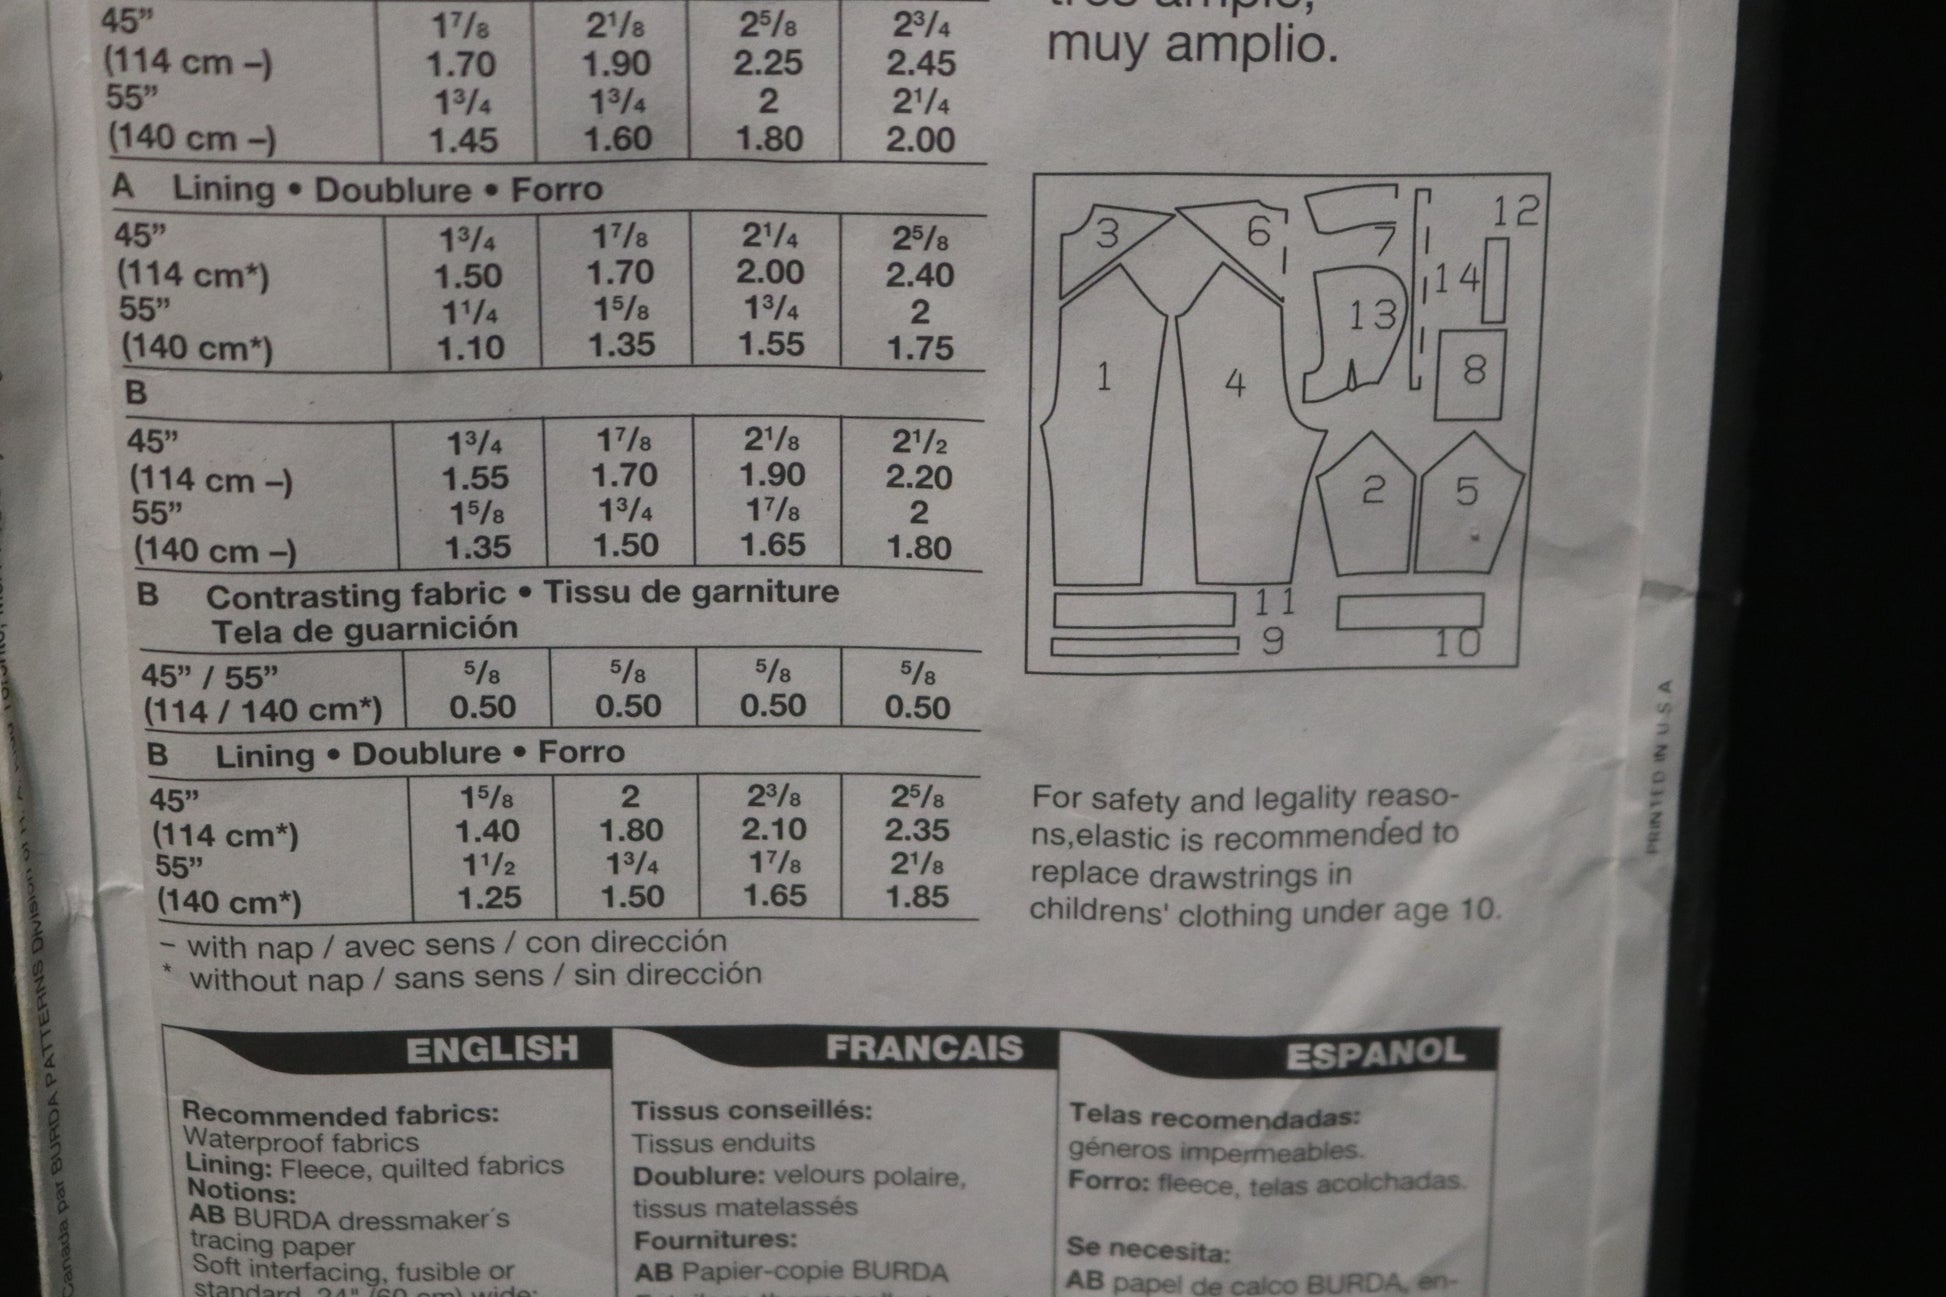 45” 1⁷/₈ 2¹/₈ 2⁵/₈ 2³/₄
(114 cm –) 1.70 1.90 2.25 2.45
55” 1³/₄ 1³/₄ 2 2¹/₄
(140 cm –) 1.45 1.60 1.80 2.00
A Lining • Doublure • Forro
45” 1³/₄ 1⁷/₈ 2¹/₄ 2⁵/₈
(114 cm*) 1.50 1.70 2.00 2.40
55” 1¹/₄ 1⁵/₈ 1³/₄ 2
(140 cm*) 1.10 1.35 1.55 1.75
B
45” 1³/₄ 1⁷/₈ 2¹/₈ 2¹/₂
(114 cm –) 1.55 1.70 1.90 2.20
55” 1⁵/₈ 1³/₄ 1⁷/₈ 2
(140 cm –) 1.35 1.50 1.65 1.80
B Contrasting fabric • Tissu de garniture
Tela de guarnición
45” / 55” ⁵/₈ ⁵/₈ ⁵/₈ ⁵/₈
(114 / 140 cm*) 0.50 0.50 0.50 0.50
B Lining • Doublure • Forro
45” 1⁵/₈ 2 2³/₈ 2⁵/₈
(114 cm*) 1.40 1.80 2.10 2.35
55” 1¹/₂ 1³/₄ 1⁷/₈ 2¹/₈
(140 cm*) 1.25 1.50 1.65 1.85
– with nap / avec sens / con dirección
* without nap / sans sens / sin dirección
très amplio,
muy amplio.
3 6 7 12
14
13
1 4 8
2 5
11
9 10
For safety and legality reaso-
ns,elastic is recommended to
replace drawstrings in
childrens' clothing under age 10.
PRINTED IN U.S.A
Canada par BURDA PATTERNS DIVISION
ENGLISH
Recommended fabrics:
Waterproof fabrics
Lining: Fleece, quilted fabrics
Notions:
AB BURDA dressmaker´s
tracing paper
Soft interfacing, fusible or
standard, 24" (60 cm) wide:
FRANCAIS
Tissus conseillés:
Tissus enduits
Doublure: velours polaire,
tissus matelassés
Fournitures:
AB Papier-copie BURDA
ESPANOL
Telas recomendadas:
géneros impermeables.
Forro: fleece, telas acolchadas.
Se necesita:
AB papel de calco BURDA, en-